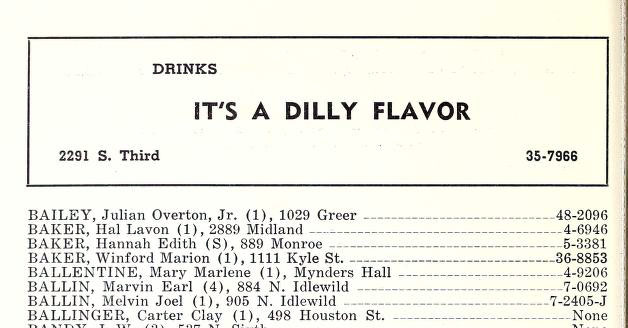 DRINKS
IT'S A DILLY FLAVOR
2291 S. Third 35-7966
BAILEY, Julian Overton, Jr. (1), 1029 Greer 48-2096
BAKER, Hal Lavon (1), 2889 Midland 4-6946
BAKER, Hannah Edith (S), 889 Monroe 5-3381
BAKER, Winford Marion (1), 1111 Kyle St. 36-8853
BALLENTINE, Mary Marlene (1), Mynders Hall 4-9206
BALLIN, Marvin Earl (4), 884 N. Idlewild 7-0692
BALLIN, Melvin Joel (1), 905 N. Idlewild 7-2405-J
BALLINGER, Carter Clay (1), 498 Houston St. None